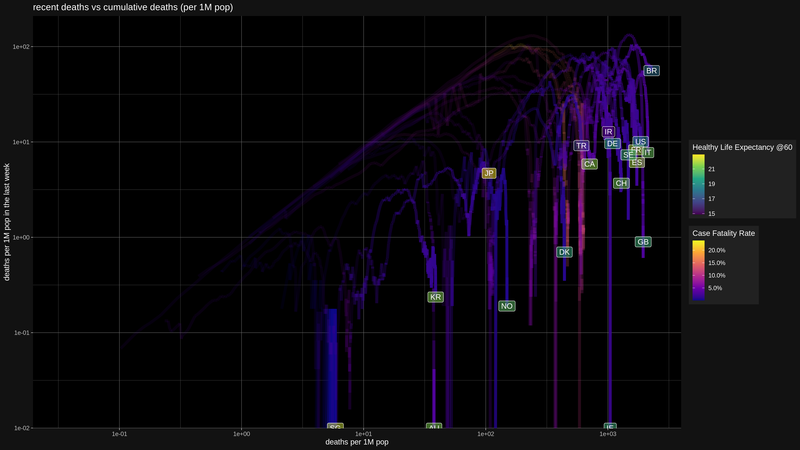 recent deaths vs cumulative deaths (per 1M pop)
1e+02
BR
IR
1e+01
TR
DE
US
SE
IT
ES
CA
JP
CH
Healthy Life Expectancy @60
21
19
17
15
deaths per 1M pop in the last week
1e+00
GB
DK
Case Fatality Rate
20.0%
15.0%
10.0%
5.0%
KR
NO
1e-01
1e-02
SG
AU
IE
1e-01
1e+00
1e+01
1e+02
1e+03
deaths per 1M pop